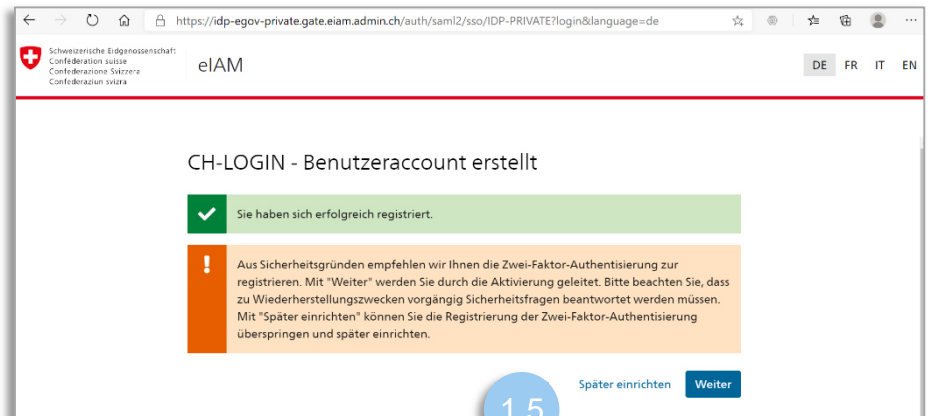 https://idp-egov-private.gate.eiam.admin.ch/auth/saml2/sso/IDP-PRIVATE?login&language=de
Schweizerische Eidgenossenschaft
Confédération suisse
Confederazione Svizzera
Confederaziun svizra
eIAM
DE FR IT EN
CH-LOGIN - Benutzeraccount erstellt
Sie haben sich erfolgreich registriert.
Aus Sicherheitsgründen empfehlen wir Ihnen die Zwei-Faktor-Authentisierung zur
registrieren. Mit "Weiter" werden Sie durch die Aktivierung geleitet. Bitte beachten Sie, dass
zu Wiederherstellungszwecken vorgängig Sicherheitsfragen beantwortet werden müssen.
Mit "Später einrichten" können Sie die Registrierung der Zwei-Faktor-Authentisierung
überspringen und später einrichten.
Später einrichten Weiter
1.5